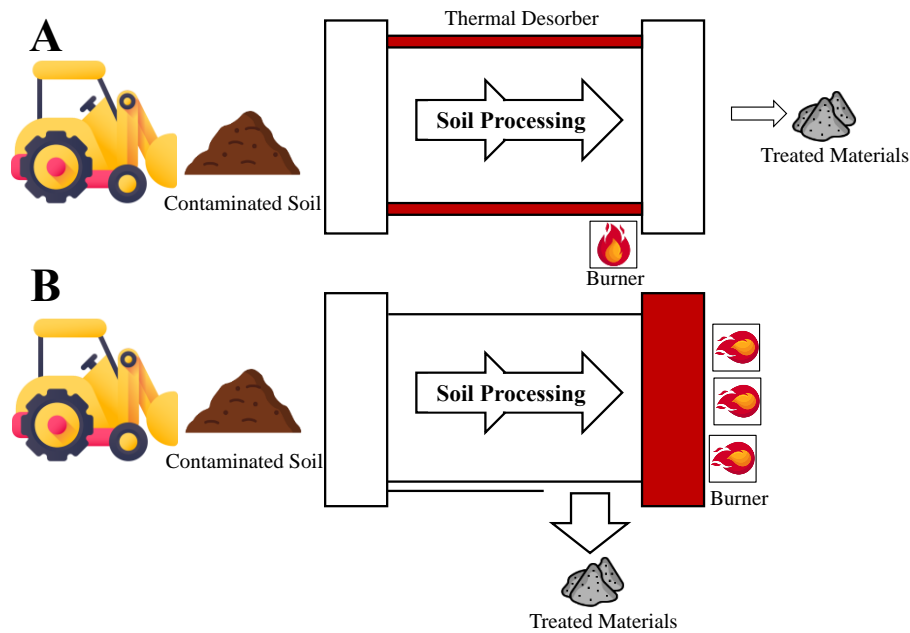 A
Thermal Desorber
Soil Processing
Contaminated Soil
Treated Materials
Burner
B
Soil Processing
Contaminated Soil
Burner
Treated Materials